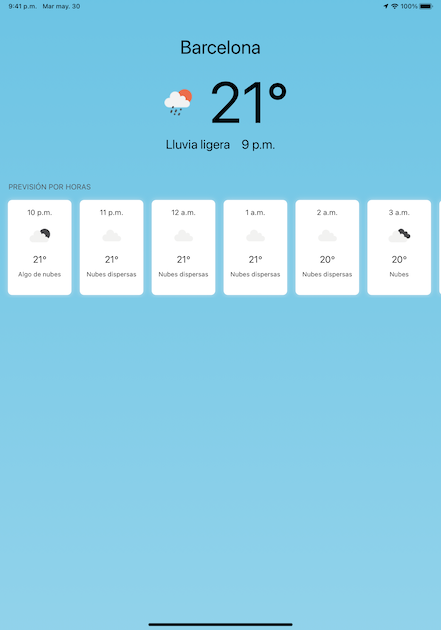 9:41 p.m. Mar may. 30 100%
Barcelona
21°
Lluvia ligera 9 p.m.
PREVISIÓN POR HORAS
10 p.m. 11 p.m. 12 a.m. 1 a.m. 2 a.m. 3 a.m.
21° 21° 21° 21° 20° 20°
Algo de nubes Nubes dispersas Nubes dispersas Nubes dispersas Nubes dispersas Nubes